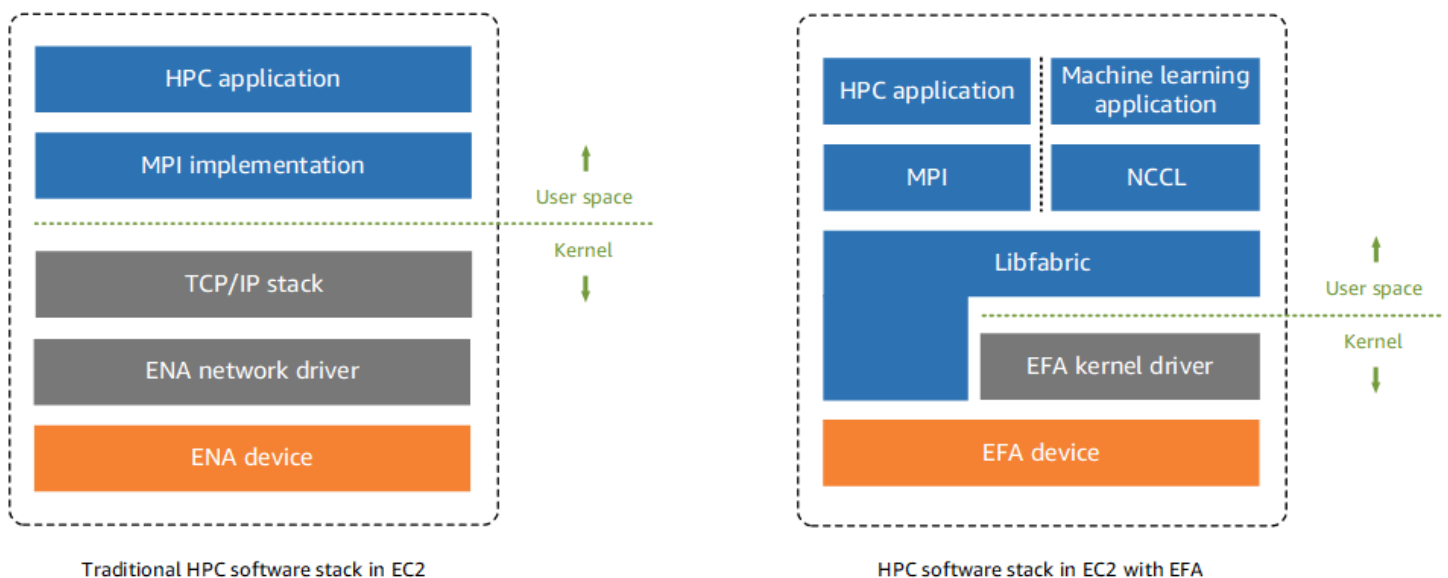 HPC application
MPI implementation
User space
Kernel
TCP/IP stack
ENA network driver
ENA device
Traditional HPC software stack in EC2
HPC application
Machine learning
application
MPI
NCCL
Libfabric
User space
Kernel
EFA kernel driver
EFA device
HPC software stack in EC2 with EFA